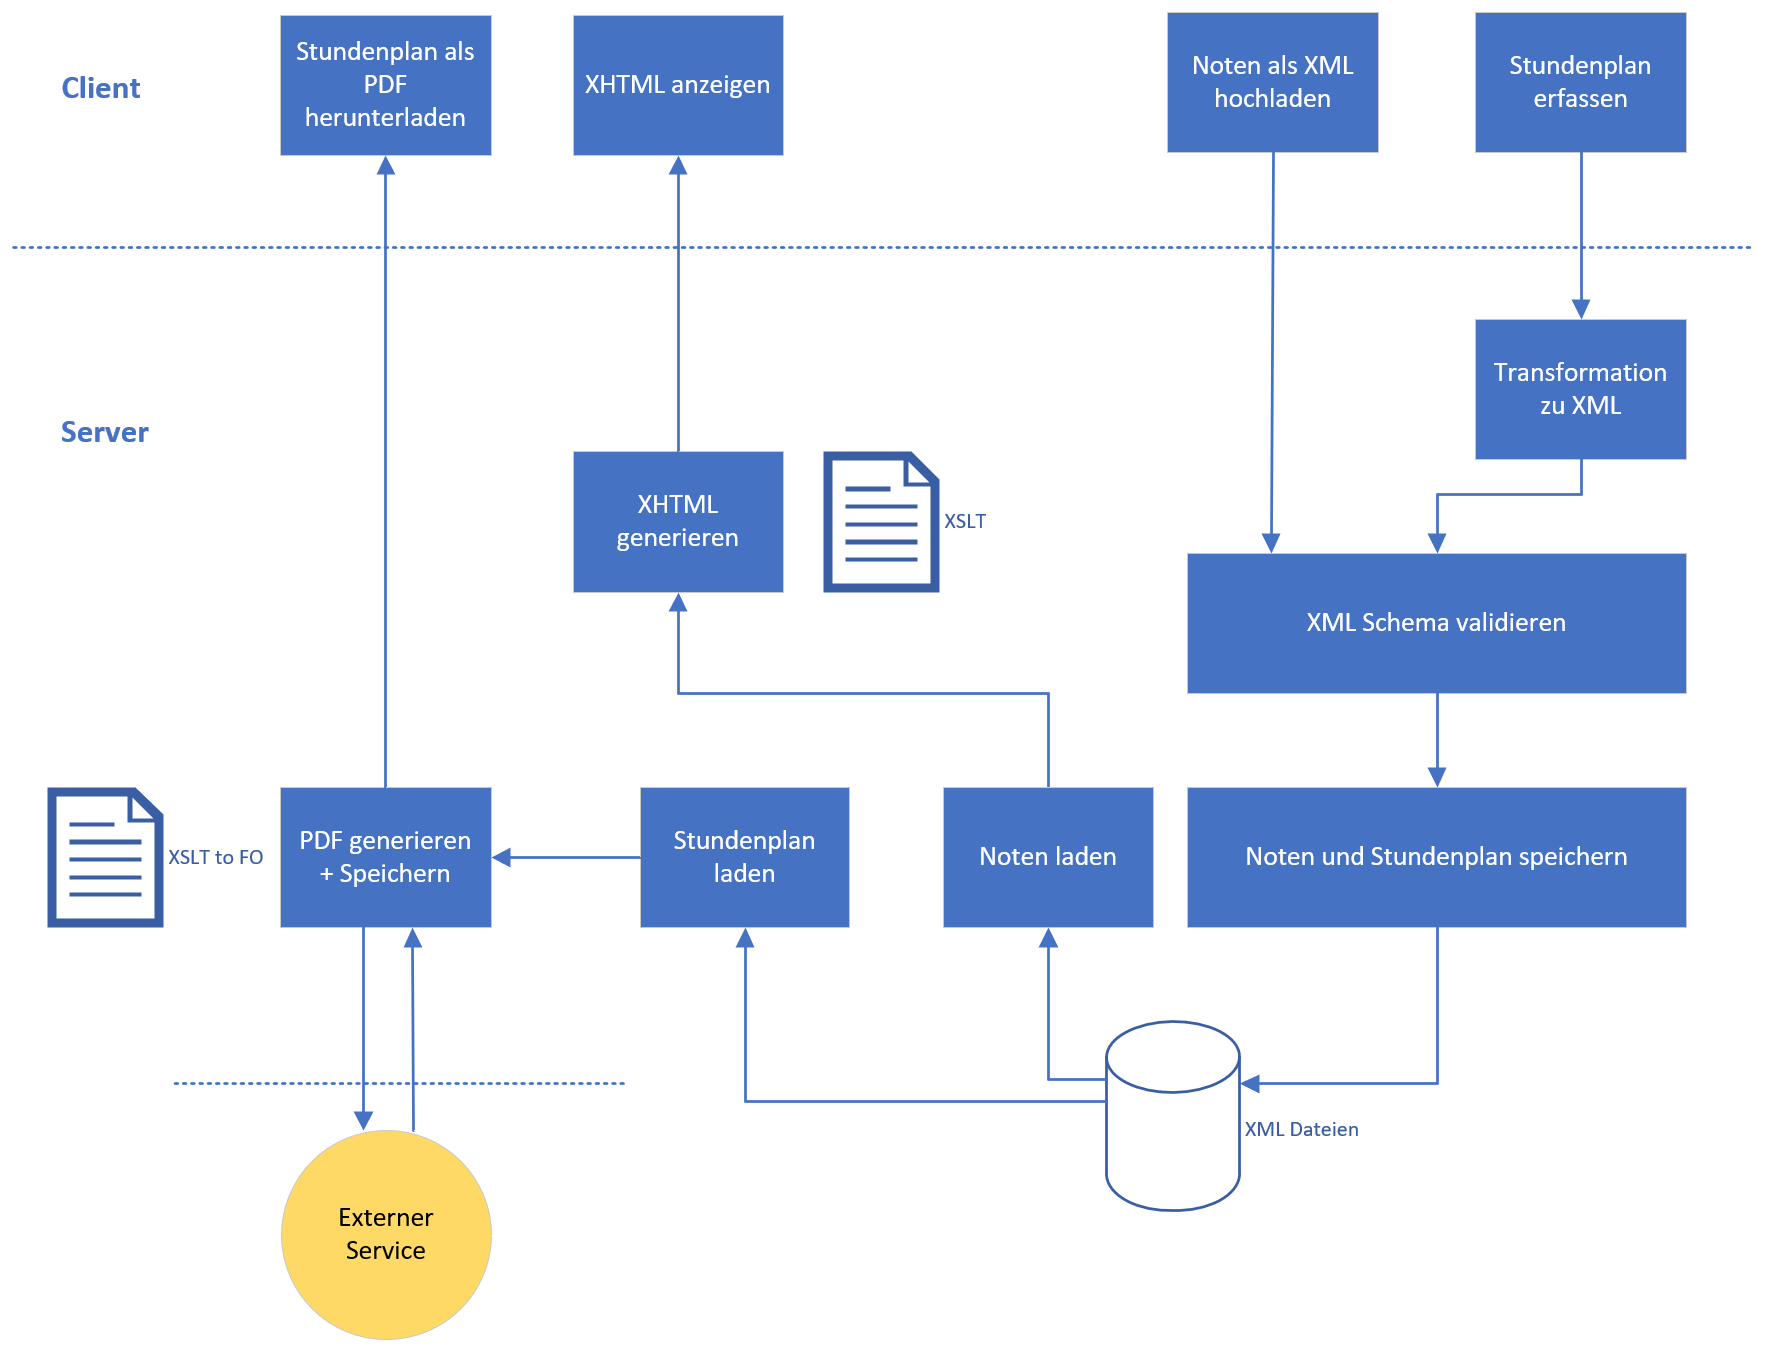 Client
Stundenplan als
PDF
herunterladen
XHTML anzeigen
Noten als XML
hochladen
Stundenplan
erfassen
Server
Transformation
zu XML
XHTML
generieren
XSLT
XML Schema validieren
XSLT to FO
PDF generieren
+ Speichern
Stundenplan
laden
Noten laden
Noten und Stundenplan speichern
XML Dateien
Externer
Service